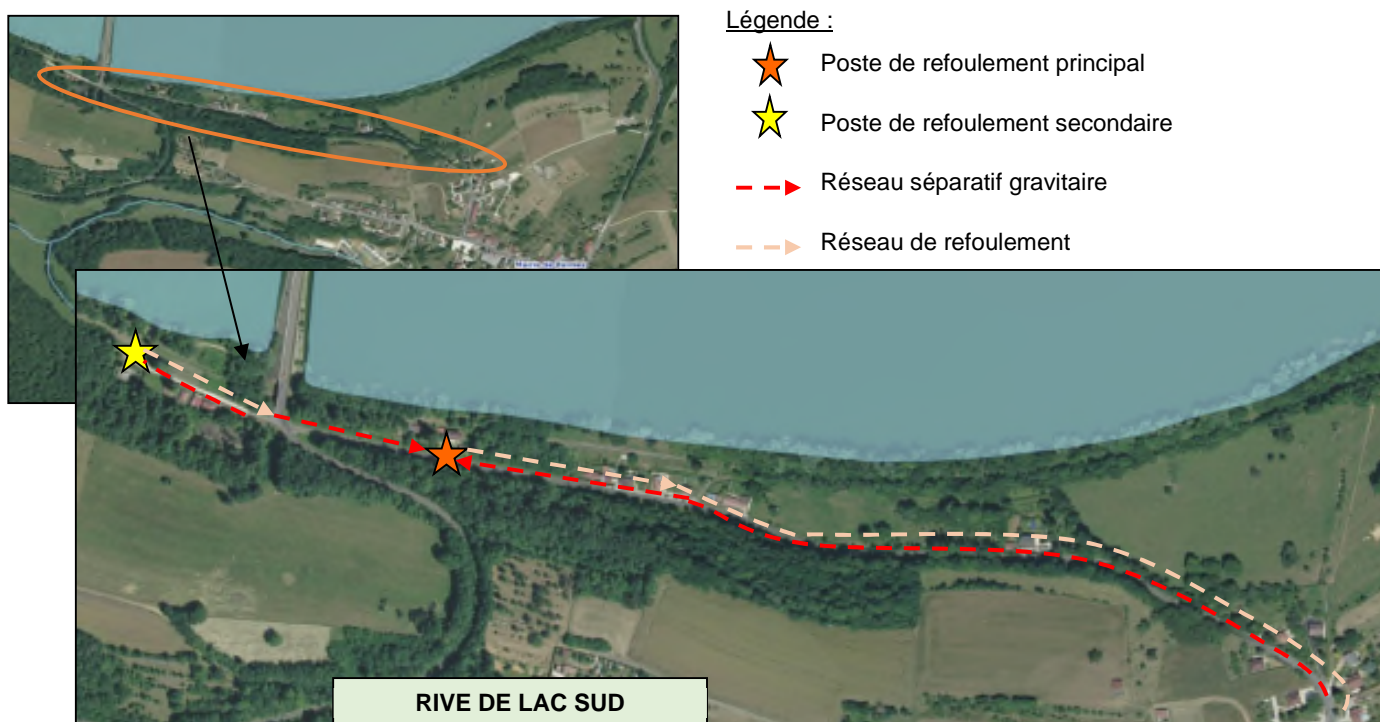 Légende :
Poste de refoulement principal
Poste de refoulement secondaire
Réseau séparatif gravitaire
Réseau de refoulement
RIVE DE LAC SUD